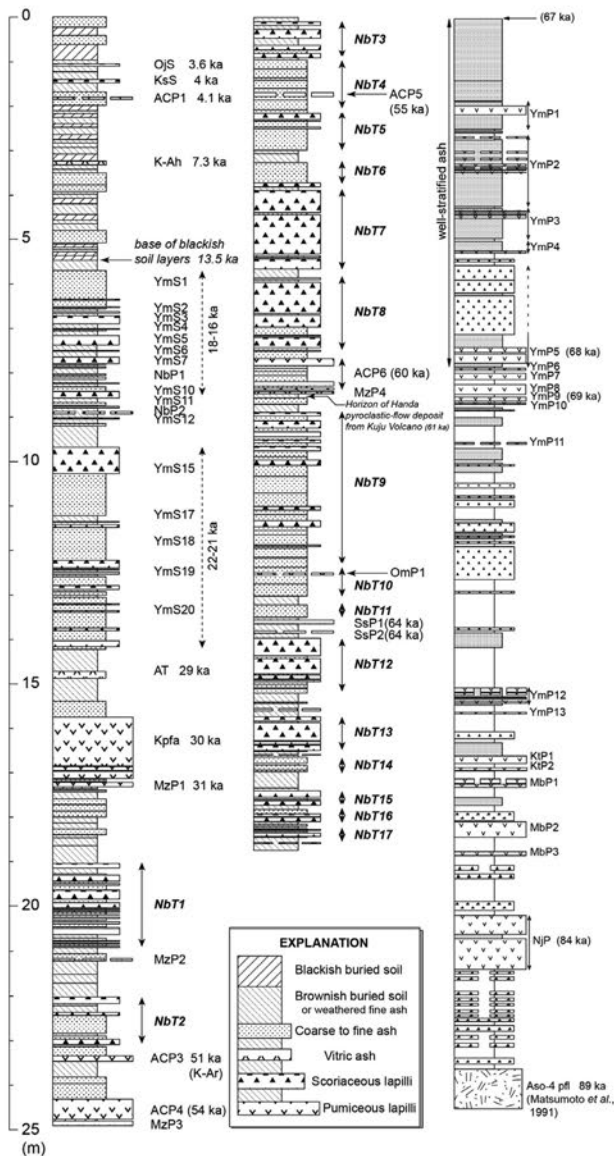 0
5
10
15
20
25
(m)
OjS 3.6 ka
KsS 4 ka
ACP1 4.1 ka
K-Ah 7.3 ka
base of blackish
soil layers 13.5 ka
YmS1
YmS2
YmS3
YmS4
YmS5
YmS6
YmS7
NbP1
YmS10
YmS11
NbP2
YmS12
18-16 ka
YmS15
YmS17
YmS18
YmS19
YmS20
22-21 ka
AT 29 ka
Kpfa 30 ka
MzP1 31 ka
NbT1
MzP2
NbT2
ACP3 51 ka
(K-Ar)
ACP4 (54 ka)
MzP3
NbT3
NbT4
ACP5
(55 ka)
NbT5
NbT6
NbT7
NbT8
ACP6 (60 ka)
MzP4
Horizon of Handa
pyroclastic-flow deposit
from Kuju Volcano (61 ka)
NbT9
OmP1
NbT10
NbT11
SsP1(64 ka)
SsP2(64 ka)
NbT12
NbT13
NbT14
NbT15
NbT16
NbT17
EXPLANATION
Blackish buried soil
Brownish buried soil
or weathered fine ash
Coarse to fine ash
Vitric ash
Scoriaceous lapilli
Pumiceous lapilli
(67 ka)
well-stratified ash
YmP1
YmP2
YmP3
YmP4
YmP5 (68 ka)
YmP6
YmP7
YmP8
YmP9 (69 ka)
YmP10
YmP11
YmP12
YmP13
KtP1
KtP2
MbP1
MbP2
MbP3
NjP (84 ka)
Aso-4 pfl 89 ka
(Matsumoto et al.,
1991)